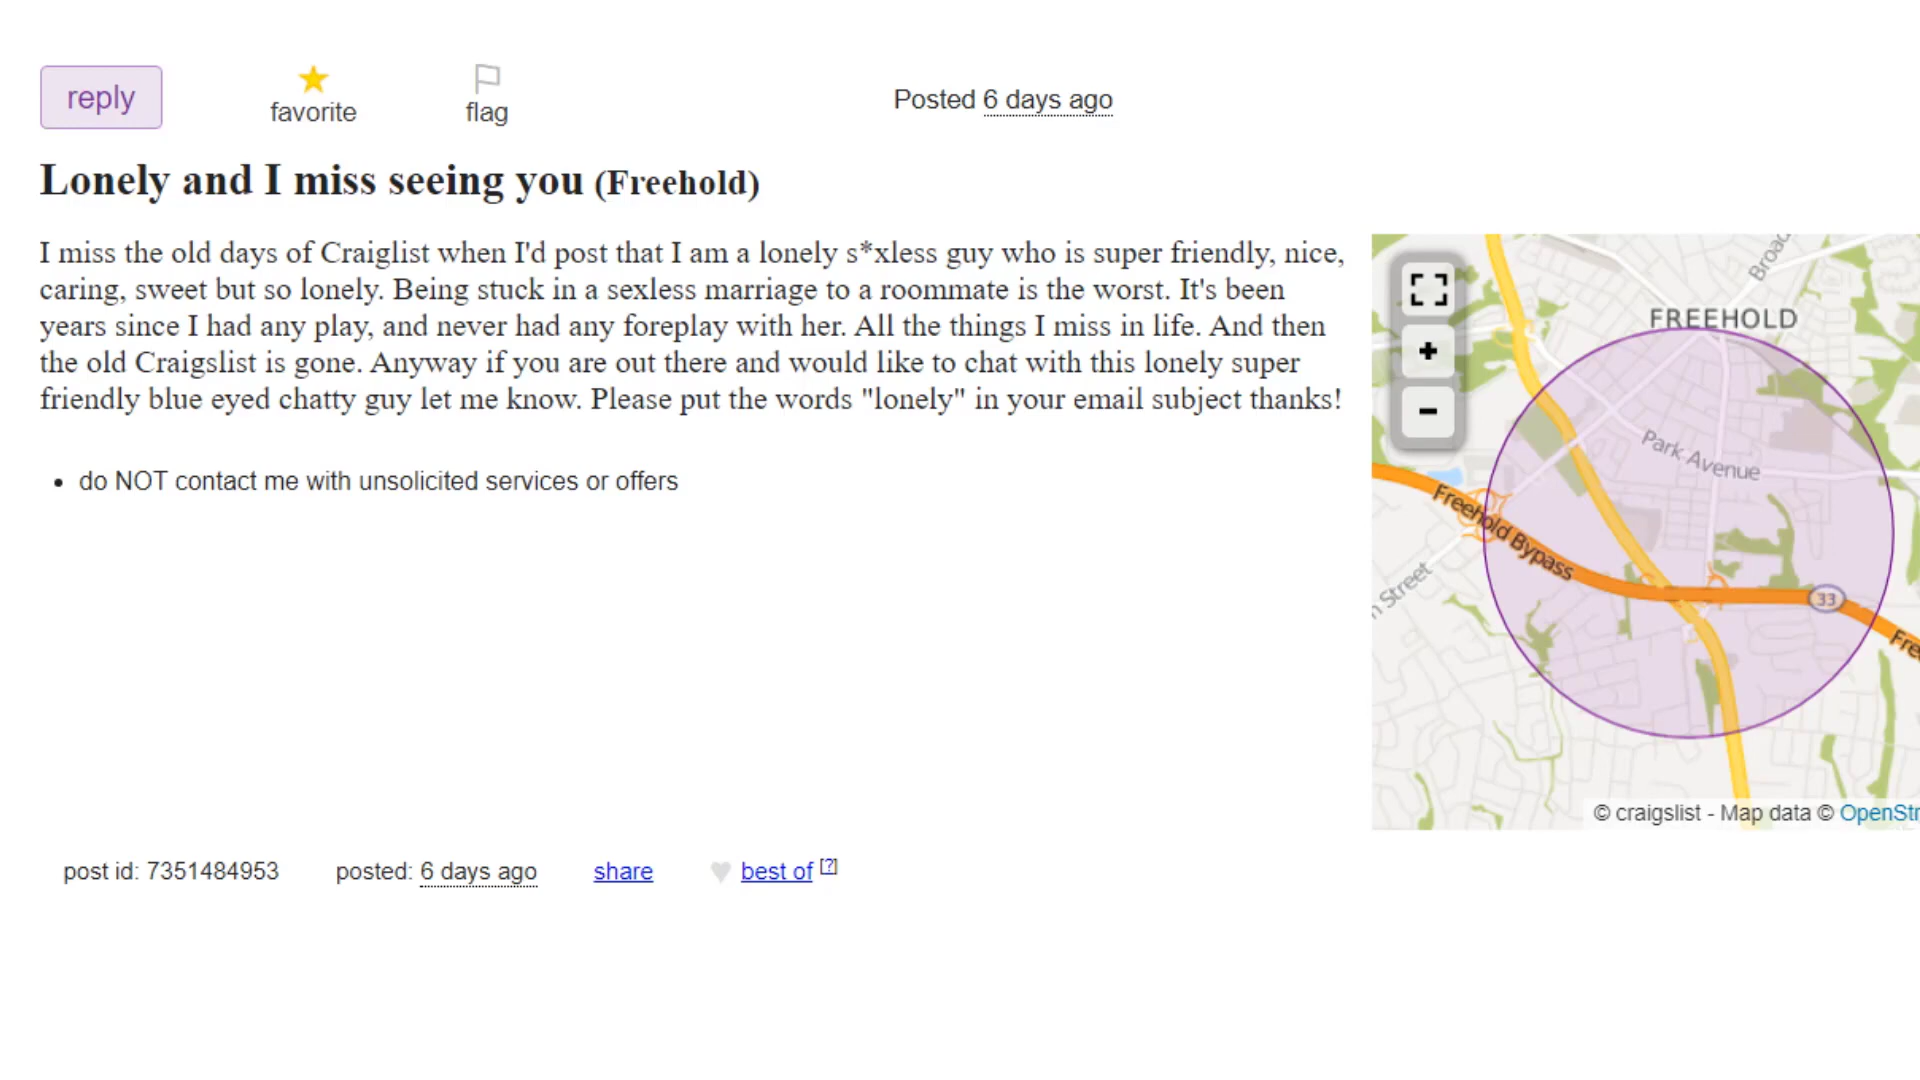 reply
favorite
flag
Posted 6 days ago
Lonely and I miss seeing you (Freehold)
I miss the old days of Craiglist when I'd post that I am a lonely s*xless guy who is super friendly, nice,
caring, sweet but so lonely. Being stuck in a sexless marriage to a roommate is the worst. It's been
years since I had any play, and never had any foreplay with her. All the things I miss in life. And then
the old Craigslist is gone. Anyway if you are out there and would like to chat with this lonely super
friendly blue eyed chatty guy let me know. Please put the words "lonely" in your email subject thanks!
• do NOT contact me with unsolicited services or offers
+
-
Broad
FREEHOLD
Park Avenue
Freehold Bypass
n Street
33
Free
© craigslist - Map data © OpenStr
post id: 7351484953
posted: 6 days ago
share
best of [?]